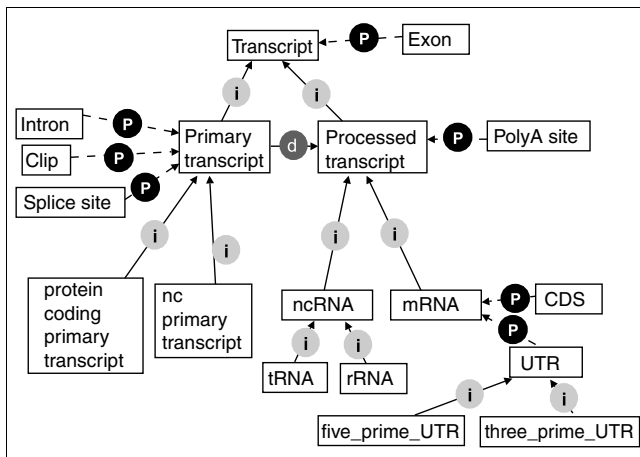 Transcript
P
Exon
i
i
Intron
P
Clip
P
Splice site
P
Primary
transcript
d
Processed
transcript
P
PolyA site
i
i
i
i
protein
coding
primary
transcript
nc
primary
transcript
ncRNA
mRNA
P
CDS
P
i
i
tRNA
rRNA
UTR
i
i
five_prime_UTR
three_prime_UTR